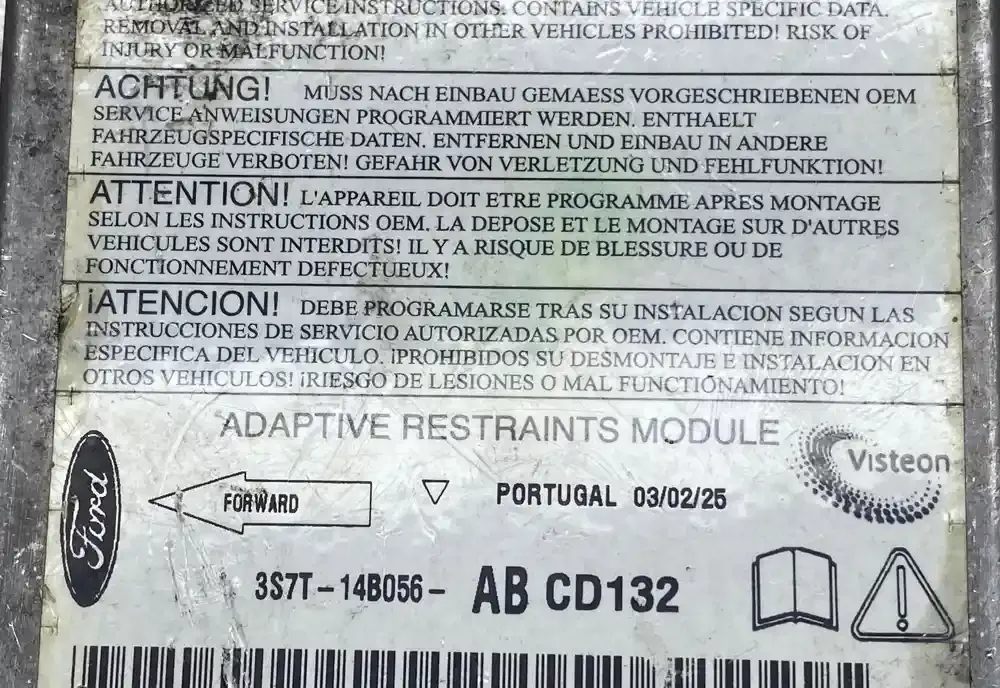 AUTHORIZED SERVICE INSTRUCTIONS. CONTAINS VEHICLE SPECIFIC DATA.
REMOVAL AND INSTALLATION IN OTHER VEHICLES PROHIBITED! RISK OF
INJURY OR MALFUNCTION!
ACHTUNG! MUSS NACH EINBAU GEMAESS VORGESCHRIEBENEN OEM
SERVICE ANWEISUNGEN PROGRAMMIERT WERDEN. ENTHAELT
FAHRZEUGSPECIFISCHE DATEN. ENTFERNEN UND EINBAU IN ANDERE
FAHRZEUGE VERBOTEN! GEFAHR VON VERLETZUNG UND FEHLFUNKTION!
ATTENTION! L'APPAREIL DOIT ETRE PROGRAMME APRES MONTAGE
SELON LES INSTRUCTIONS OEM. LA DEPOSE ET LE MONTAGE SUR D'AUTRES
VEHICULES SONT INTERDITS! IL Y A RISQUE DE BLESSURE OU DE
FONCTIONNEMENT DEFECTUEUX!
¡ATENCION! DEBE PROGRAMARSE TRAS SU INSTALACION SEGUN LAS
INSTRUCCIONES DE SERVICIO AUTORIZADAS POR OEM. CONTIENE INFORMACION
ESPECIFICA DEL VEHICULO. ¡PROHIBIDOS SU DESMONTAJE E INSTALACION EN
OTROS VEHICULOS! ¡RIESGO DE LESIONES O MAL FUNCTIONAMIENTO!
ADAPTIVE RESTRAINTS MODULE
Visteon
Ford
FORWARD
PORTUGAL 03/02/25
3S7T-14B056- AB CD132